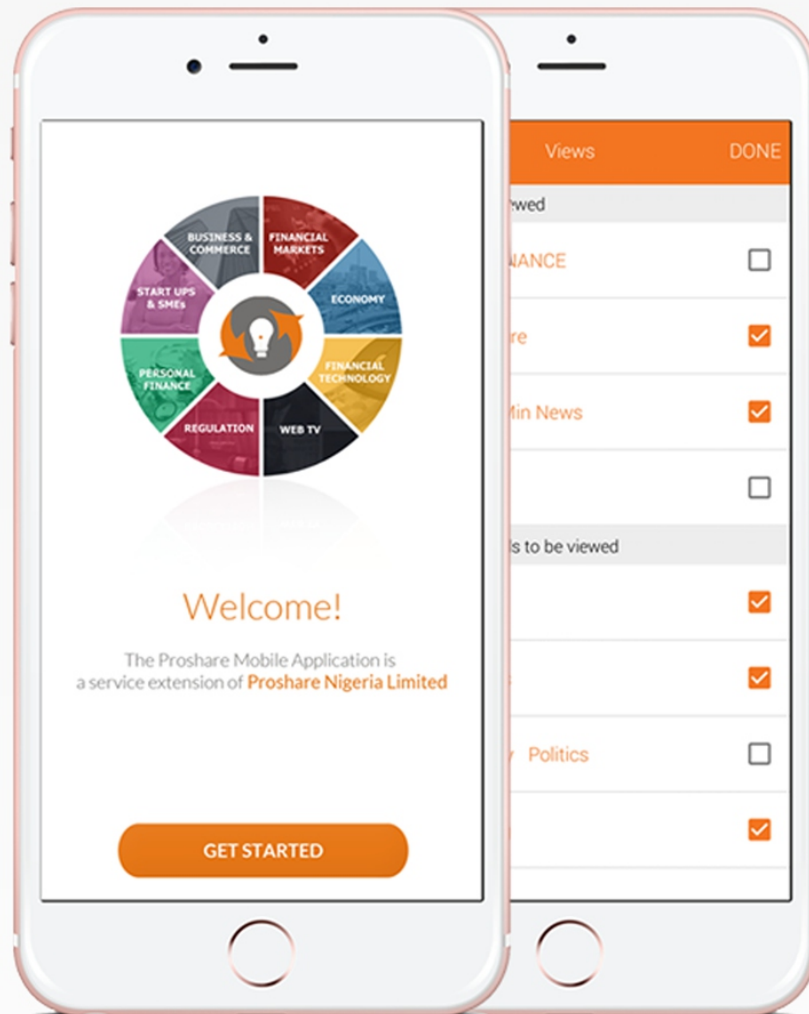 BUSINESS &
COMMERCE
FINANCIAL
MARKETS
START UPS
& SMEs
ECONOMY
PERSONAL
FINANCE
FINANCIAL
TECHNOLOGY
REGULATION
WEB TV
Welcome!
The Proshare Mobile Application is
a service extension of Proshare Nigeria Limited
GET STARTED
Views
DONE
ewed
NANCE
re
Min News
ls to be viewed
Politics